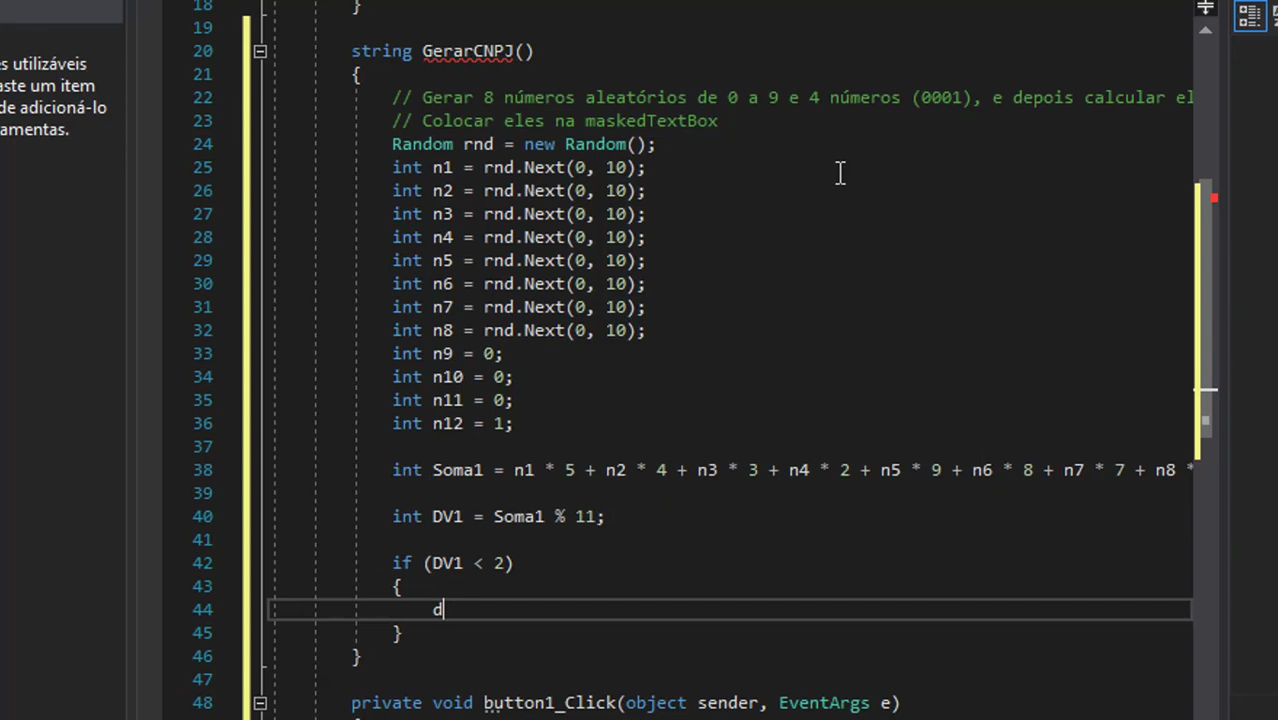 es utilizáveis
aste um item
de adicioná-lo
amentas.
18 }
19
20 string GerarCNPJ()
21 {
22 // Gerar 8 números aleatórios de 0 a 9 e 4 números (0001), e depois calcular el
23 // Colocar eles na maskedTextBox
24 Random rnd = new Random();
25 int n1 = rnd.Next(0, 10);
26 int n2 = rnd.Next(0, 10);
27 int n3 = rnd.Next(0, 10);
28 int n4 = rnd.Next(0, 10);
29 int n5 = rnd.Next(0, 10);
30 int n6 = rnd.Next(0, 10);
31 int n7 = rnd.Next(0, 10);
32 int n8 = rnd.Next(0, 10);
33 int n9 = 0;
34 int n10 = 0;
35 int n11 = 0;
36 int n12 = 1;
37
38 int Soma1 = n1 * 5 + n2 * 4 + n3 * 3 + n4 * 2 + n5 * 9 + n6 * 8 + n7 * 7 + n8 *
39
40 int DV1 = Soma1 % 11;
41
42 if (DV1 < 2)
43 {
44 d
45 }
46 }
47
48 private void button1_Click(object sender, EventArgs e)